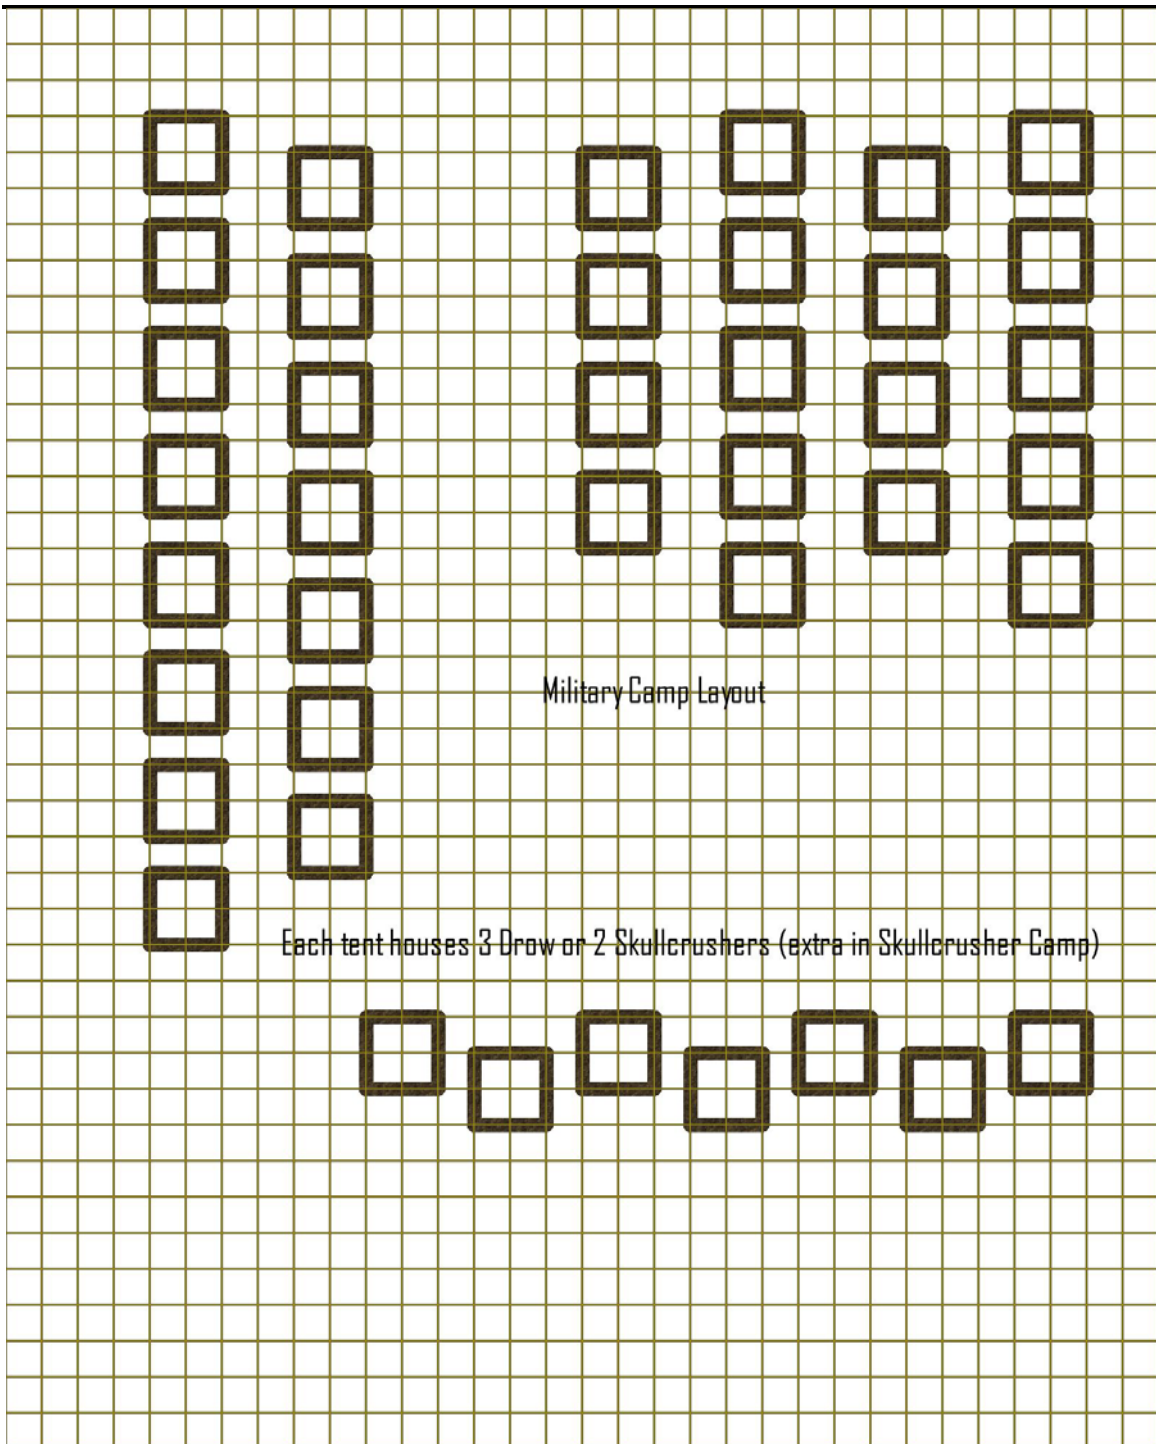 Military Camp Layout
Each tent houses 3 Drow or 2 Skullcrushers (extra in Skullcrusher Camp)